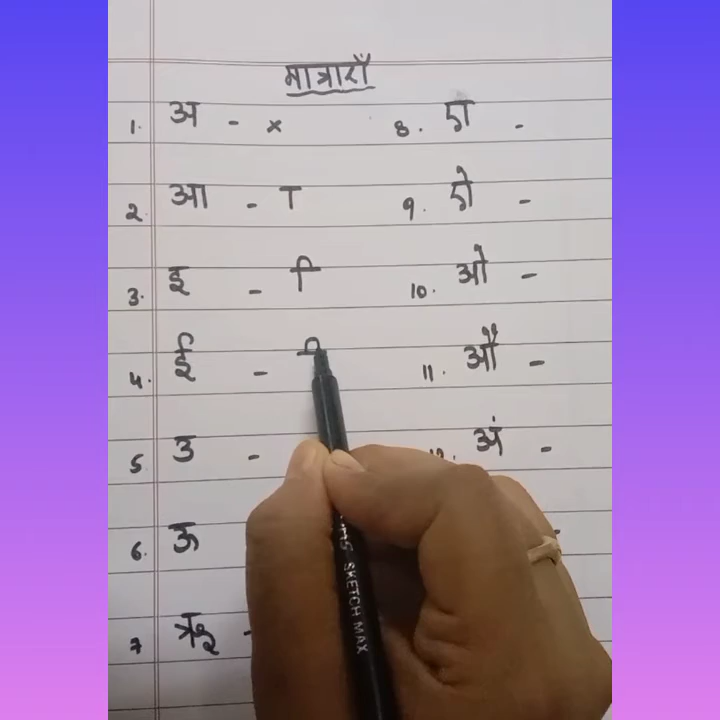 मात्राएँ
1. अ - x
2. आ - ा
3. इ - ि
4. ई -
5 उ -
6. ऊ
7 ऋ -
8. ए -
9. ऐ -
10. ओ -
11. औ -
12. अं -
SKETCH MAX